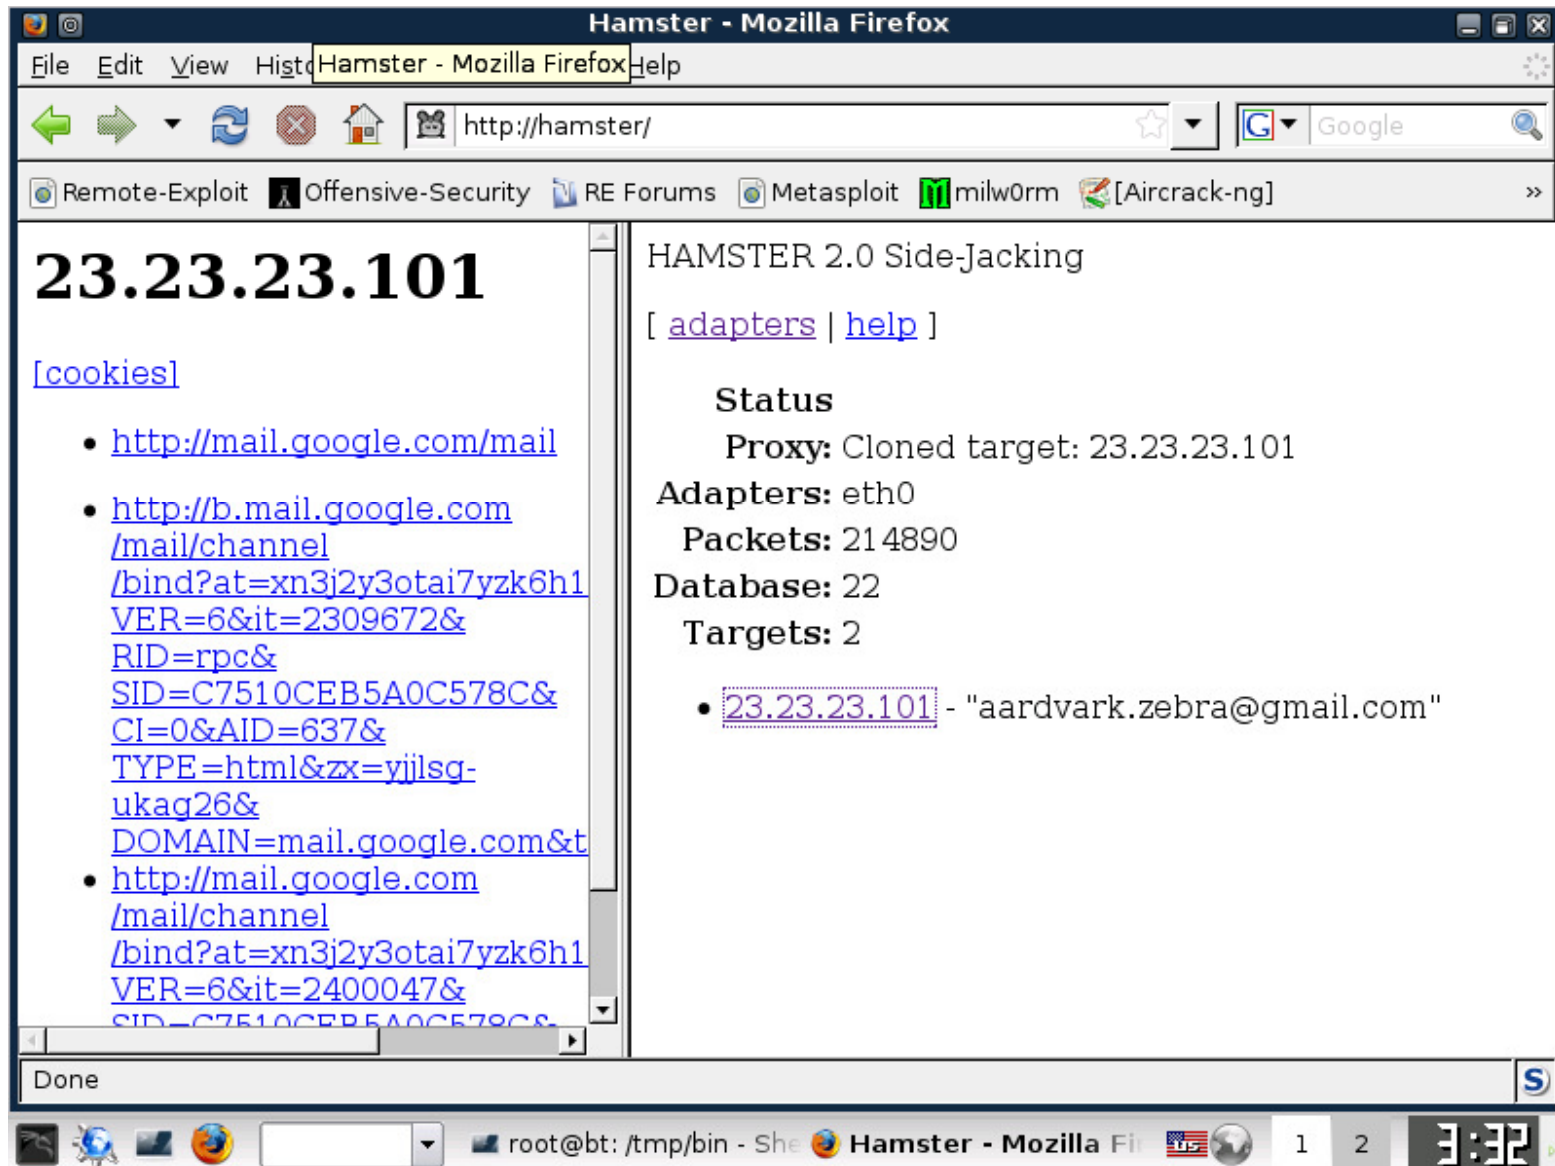 Hamster - Mozilla Firefox
File Edit View Histo
Hamster - Mozilla Firefox
Help
http://hamster/
Google
Remote-Exploit Offensive-Security RE Forums Metasploit milw0rm [Aircrack-ng] »
23.23.23.101
[cookies]
• http://mail.google.com/mail
• http://b.mail.google.com
/mail/channel
/bind?at=xn3j2y3otai7yzk6h1
VER=6&it=2309672&
RID=rpc&
SID=C7510CEB5A0C578C&
CI=0&AID=637&
TYPE=html&zx=yjjlsg-
ukag26&
DOMAIN=mail.google.com&t
• http://mail.google.com
/mail/channel
/bind?at=xn3j2y3otai7yzk6h1
VER=6&it=2400047&
SID=C7510CEB5A0C578C&
HAMSTER 2.0 Side-Jacking
[ adapters | help ]
Status
Proxy: Cloned target: 23.23.23.101
Adapters: eth0
Packets: 214890
Database: 22
Targets: 2
• 23.23.23.101 - "aardvark.zebra@gmail.com"
Done
S
root@bt: /tmp/bin - She Hamster - Mozilla Fi us 1 2 3:32